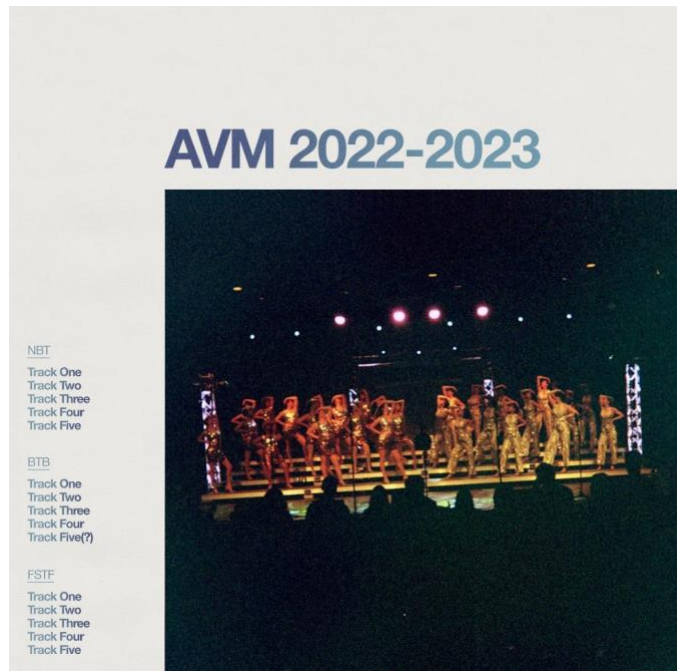 AVM 2022-2023
NBT
Track One
Track Two
Track Three
Track Four
Track Five
BTB
Track One
Track Two
Track Three
Track Four
Track Five(?)
FSTF
Track One
Track Two
Track Three
Track Four
Track Five